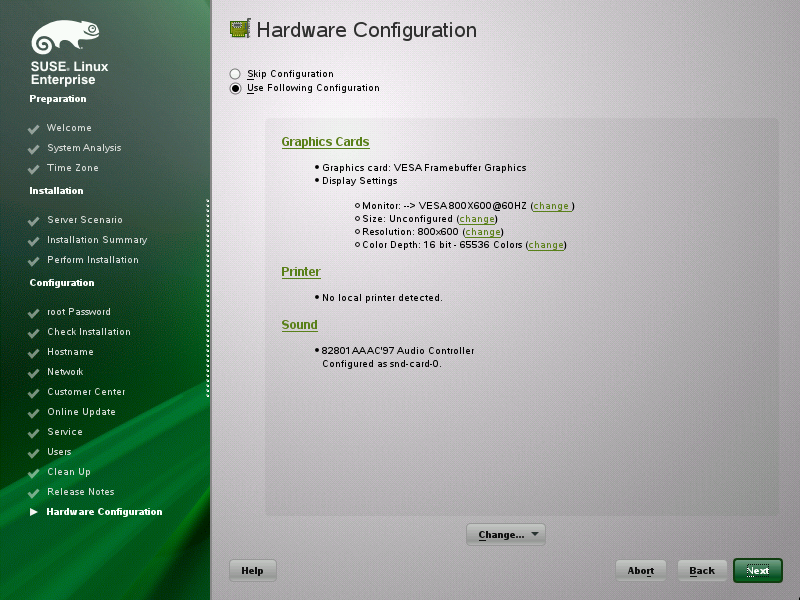 SUSE® Linux
Enterprise
Preparation
Welcome
System Analysis
Time Zone
Installation
Server Scenario
Installation Summary
Perform Installation
Configuration
root Password
Check Installation
Hostname
Network
Customer Center
Online Update
Service
Users
Clean Up
Release Notes
Hardware Configuration
Hardware Configuration
Skip Configuration
Use Following Configuration
Graphics Cards
Graphics card: VESA Framebuffer Graphics
Display Settings
Monitor: --> VESA 800X600@60HZ (change )
Size: Unconfigured (change)
Resolution: 800x600 (change)
Color Depth: 16 bit - 65536 Colors (change)
Printer
No local printer detected.
Sound
82801AA AC'97 Audio Controller
Configured as snd-card-0.
Change...
Help
Abort
Back
Next